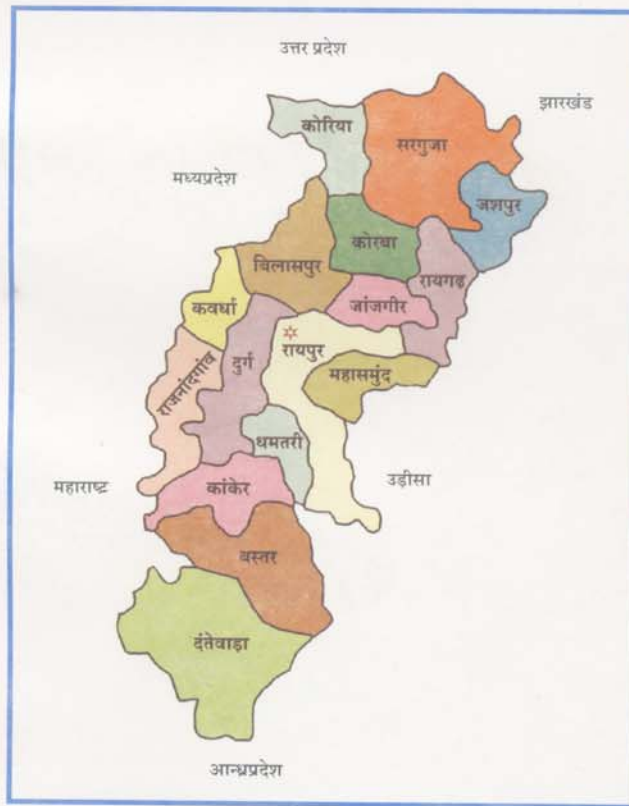 उत्तर प्रदेश
झारखंड
कोरिया
सरगुजा
मध्यप्रदेश
जशपुर
कोरबा
बिलासपुर
रायगढ़
कवर्धा
जांजगीर
रायपुर
दुर्ग
राजनांदगांव
महासमुंद
धमतरी
महाराष्ट्र
कांकेर
उड़ीसा
बस्तर
दंतेवाड़ा
आन्ध्रप्रदेश